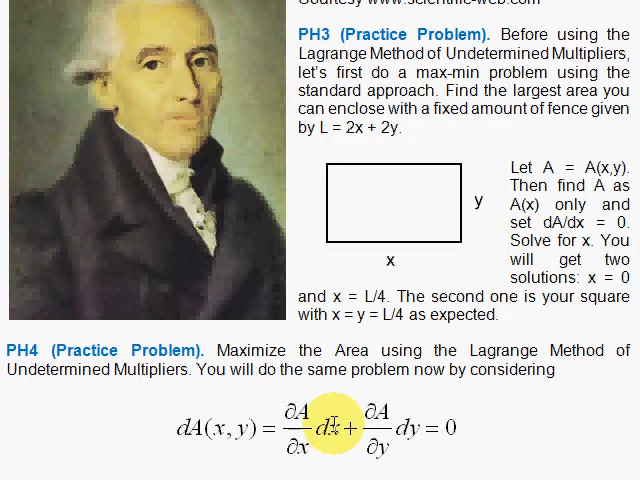 Courtesy www.scientific-web.com
PH3 (Practice Problem). Before using the
Lagrange Method of Undetermined Multipliers,
let's first do a max-min problem using the
standard approach. Find the largest area you
can enclose with a fixed amount of fence given
by L = 2x + 2y.
Let A = A(x,y).
Then find A as
A(x) only and
set dA/dx = 0.
Solve for x. You
will get two
solutions: x = 0
y
x
and x = L/4. The second one is your square
with x = y = L/4 as expected.
PH4 (Practice Problem). Maximize the Area using the Lagrange Method of
Undetermined Multipliers. You will do the same problem now by considering
dA(x, y) = ∂A/∂x dx + ∂A/∂y dy = 0